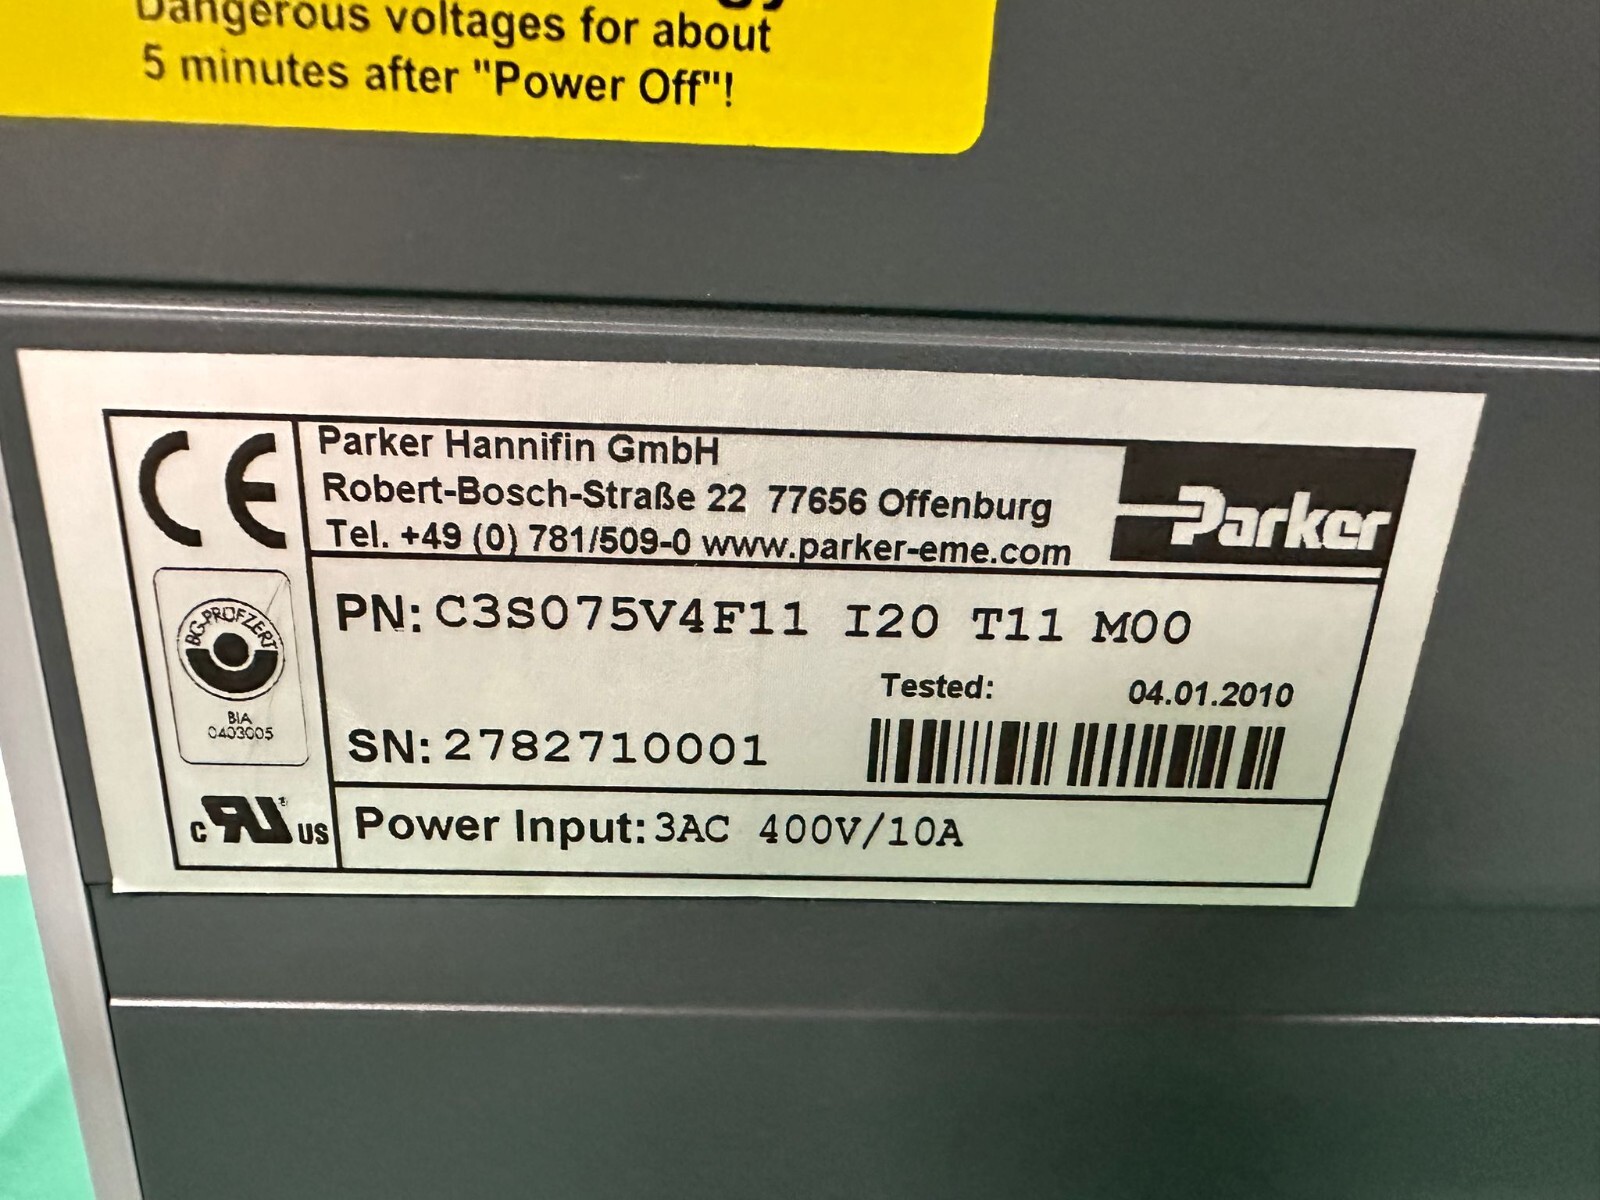 Dangerous voltages for about
5 minutes after "Power Off"!
CE
Parker Hannifin GmbH
Robert-Bosch-Straße 22 77656 Offenburg
Tel. +49 (0) 781/509-0 www.parker-eme.com
Parker
PN: C3S075V4F11 I20 T11 M00
BG-PRÜFZERT
BIA
0403005
Tested: 04.01.2010
SN: 2782710001
c RU US
Power Input: 3AC 400V/10A